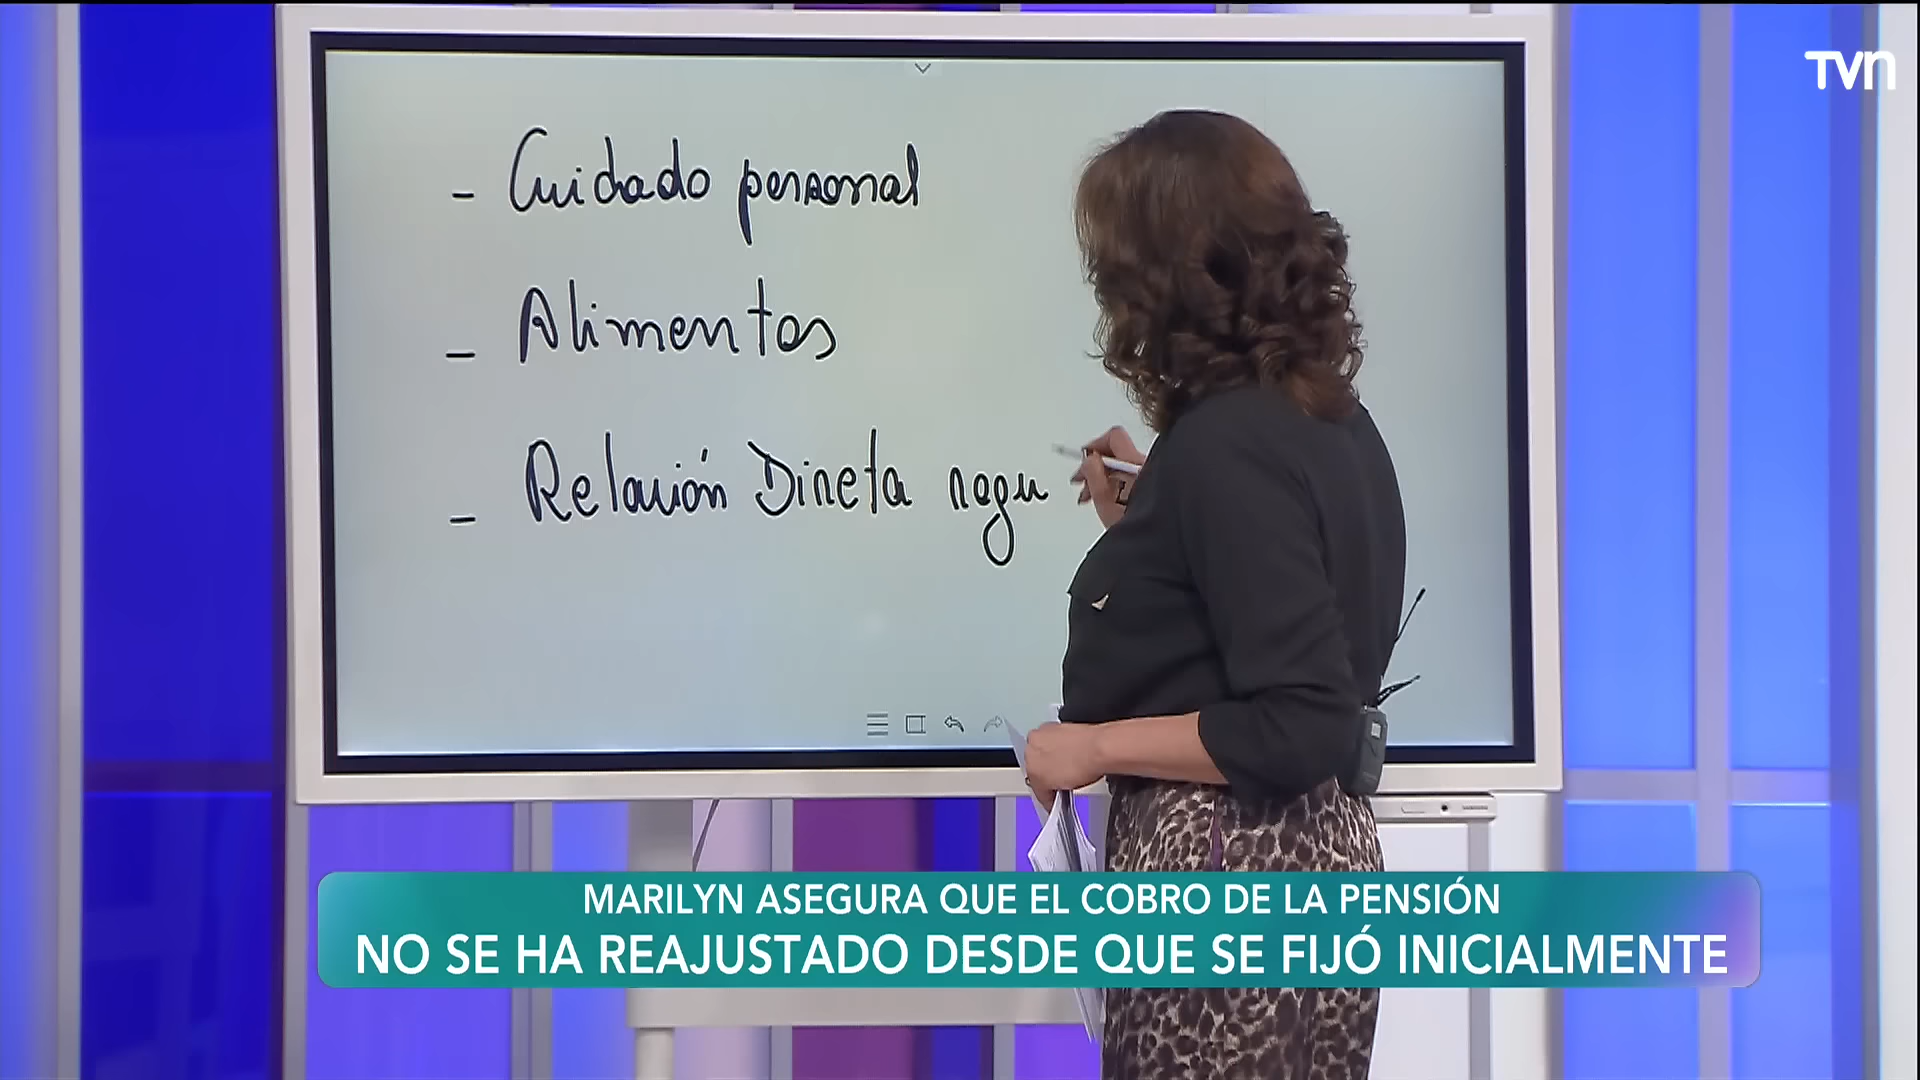 TVN
- Cuidado personal
- Alimentos
- Relación Direta regu
MARILYN ASEGURA QUE EL COBRO DE LA PENSIÓN
NO SE HA REAJUSTADO DESDE QUE SE FIJÓ INICIALMENTE